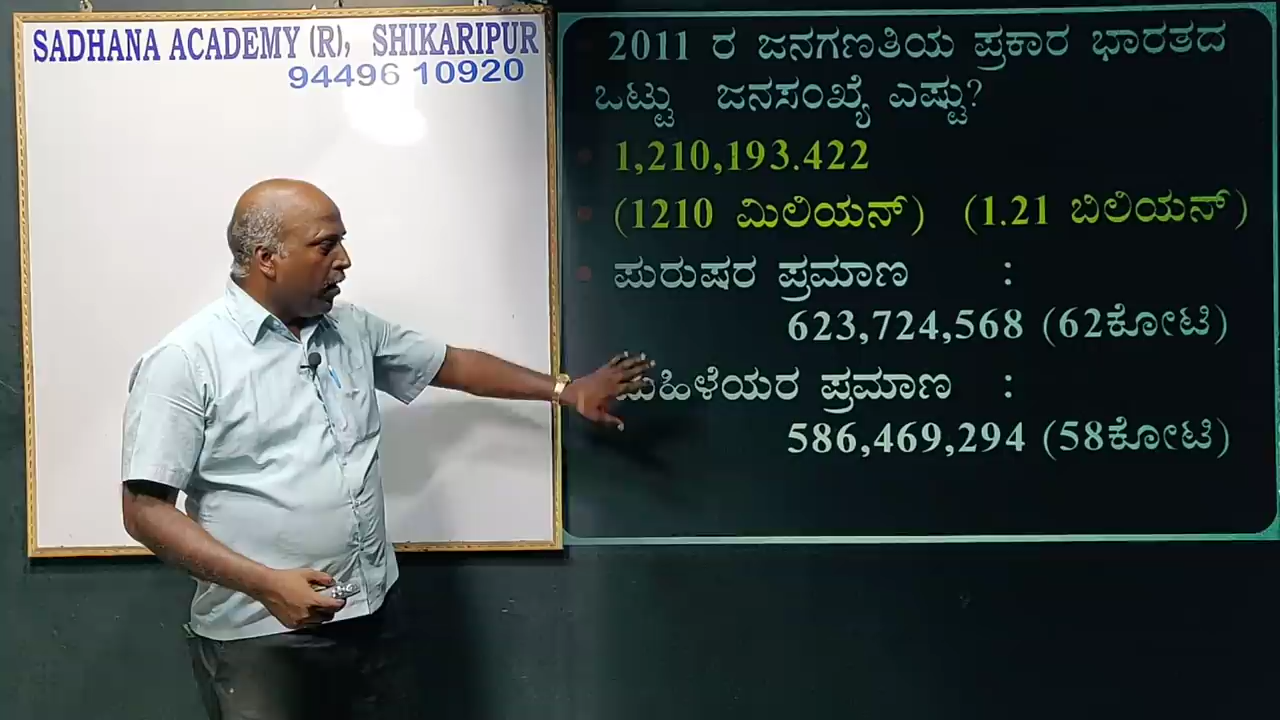 SADHANA ACADEMY (R), SHIKARIPUR
94496 10920
2011 ರ ಜನಗಣತಿಯ ಪ್ರಕಾರ ಭಾರತದ
ಒಟ್ಟು ಜನಸಂಖ್ಯೆ ಎಷ್ಟು?
1,210,193.422
(1210 ಮಿಲಿಯನ್) (1.21 ಬಿಲಿಯನ್)
ಪುರುಷರ ಪ್ರಮಾಣ :
623,724,568 (62ಕೋಟಿ)
ಮಹಿಳೆಯರ ಪ್ರಮಾಣ :
586,469,294 (58ಕೋಟಿ)